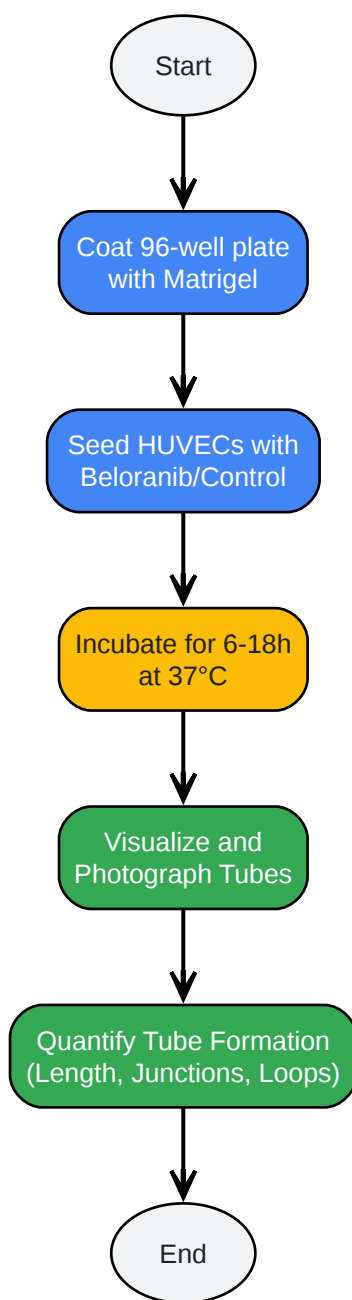 Start
Coat 96-well plate
with Matrigel
Seed HUVECs with
Beloranib/Control
Incubate for 6-18h
at 37°C
Visualize and
Photograph Tubes
Quantify Tube Formation
(Length, Junctions, Loops)
End